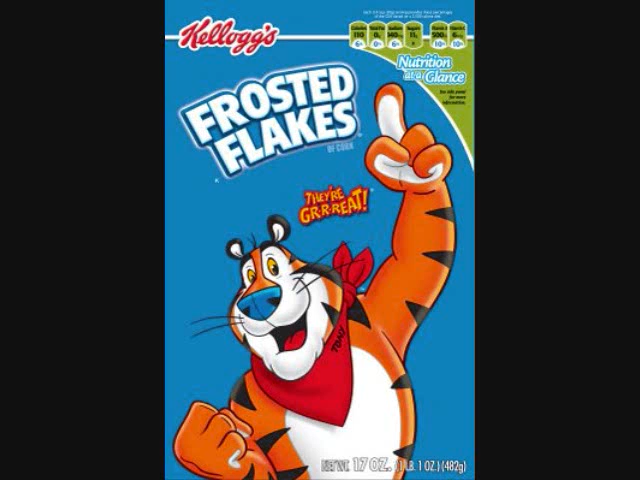 Kellogg's
FROSTED
FLAKES
OF CORN
THEY'RE
GR-R-REAT!
Nutrition
at a Glance
TONY
NET WT. 17 OZ. (1 LB. 1 OZ.) (482g)